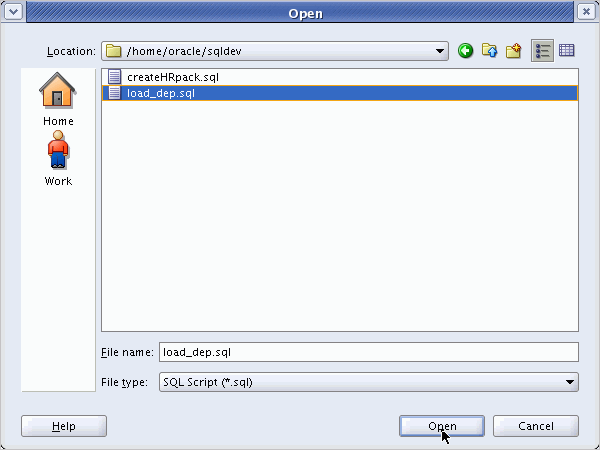 Open
Location: /home/oracle/sqldev
createHRpack.sql
load_dep.sql
Home
Work
File name: load_dep.sql
File type: SQL Script (*.sql)
Help Open Cancel